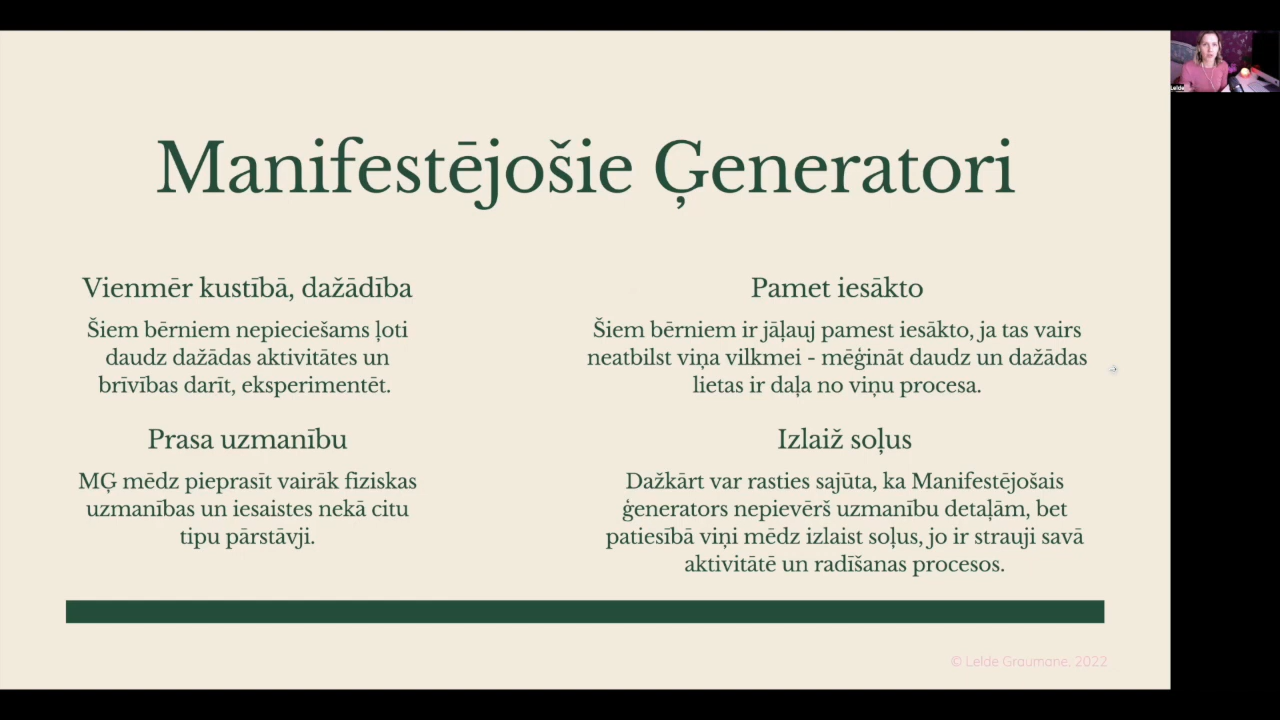 Manifestējošie Ģeneratori
Vienmēr kustībā, dažādība
Šiem bērniem nepieciešams ļoti
daudz dažādas aktivitātes un
brīvības darīt, eksperimentēt.
Prasa uzmanību
MĢ mēdz pieprasīt vairāk fiziskas
uzmanības un iesaistes nekā citu
tipu pārstāvji.
Pamet iesākto
Šiem bērniem ir jāļauj pamest iesākto, ja tas vairs
neatbilst viņa vilkmei - mēģināt daudz un dažādas
lietas ir daļa no viņu procesa.
Izlaiž soļus
Dažkārt var rasties sajūta, ka Manifestējošais
ģenerators nepievērš uzmanību detaļām, bet
patiesībā viņi mēdz izlaist soļus, jo ir strauji savā
aktivitātē un radīšanas procesos.
© Lelde Graumane, 2022
Lelde